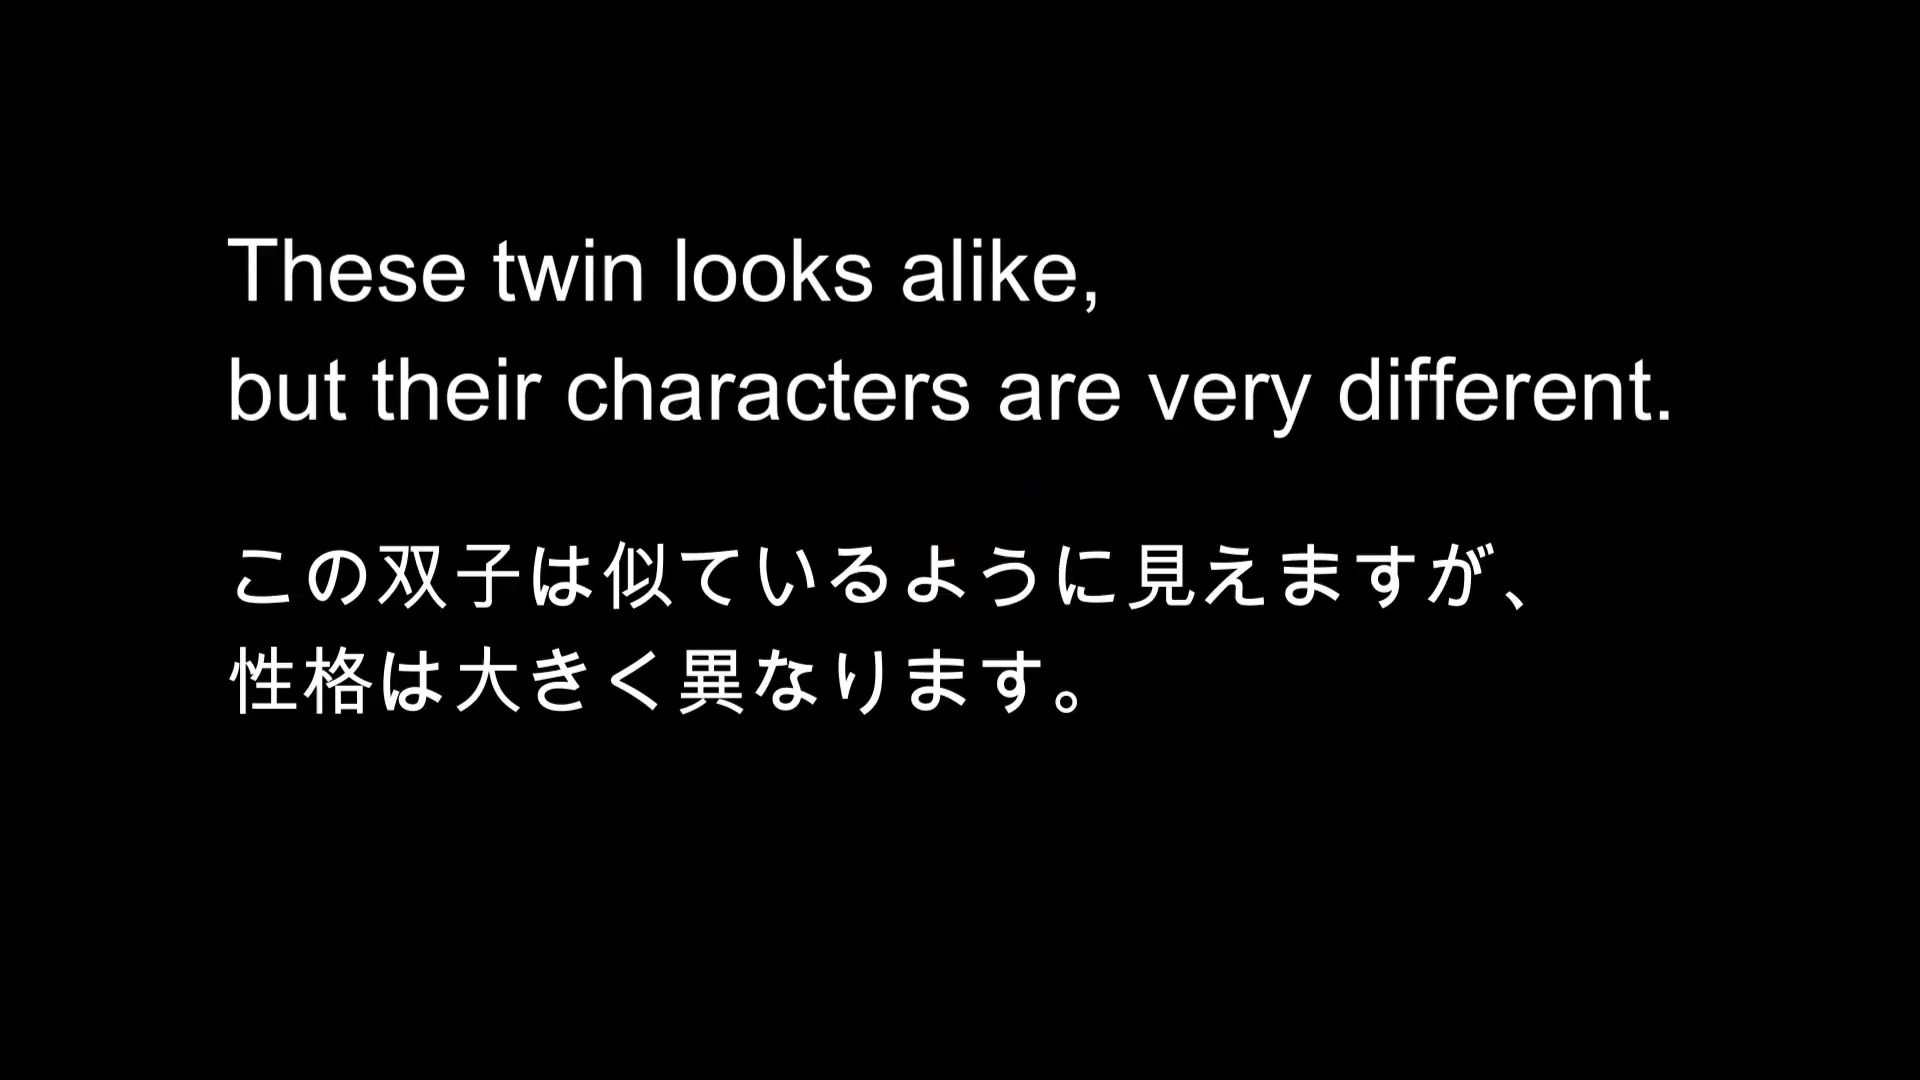 These twin looks alike,
but their characters are very different.
この双子は似ているように見えますが、
性格は大きく異なります。